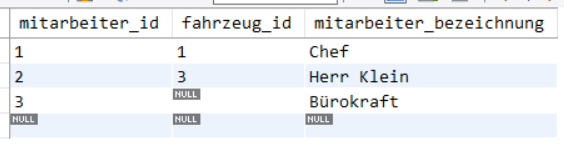 mitarbeiter_id fahrzeug_id mitarbeiter_bezeichnung
1 1 Chef
2 3 Herr Klein
3 NULL Bürokraft
NULL NULL NULL